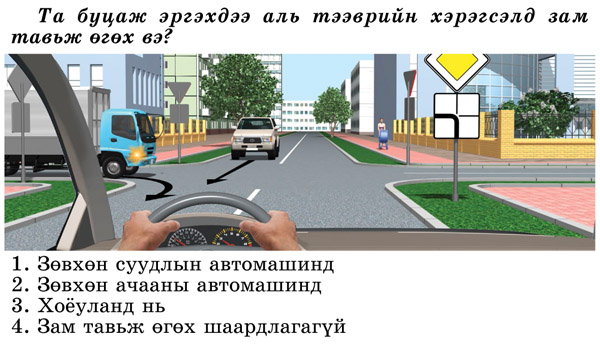 Та буцаж эргэхдээ аль тээврийн хэрэгсэлд зам
тавьж өгөх вэ?
1. Зөвхөн суудлын автомашинд
2. Зөвхөн ачааны автомашинд
3. Хоёуланд нь
4. Зам тавьж өгөх шаардлагагүй